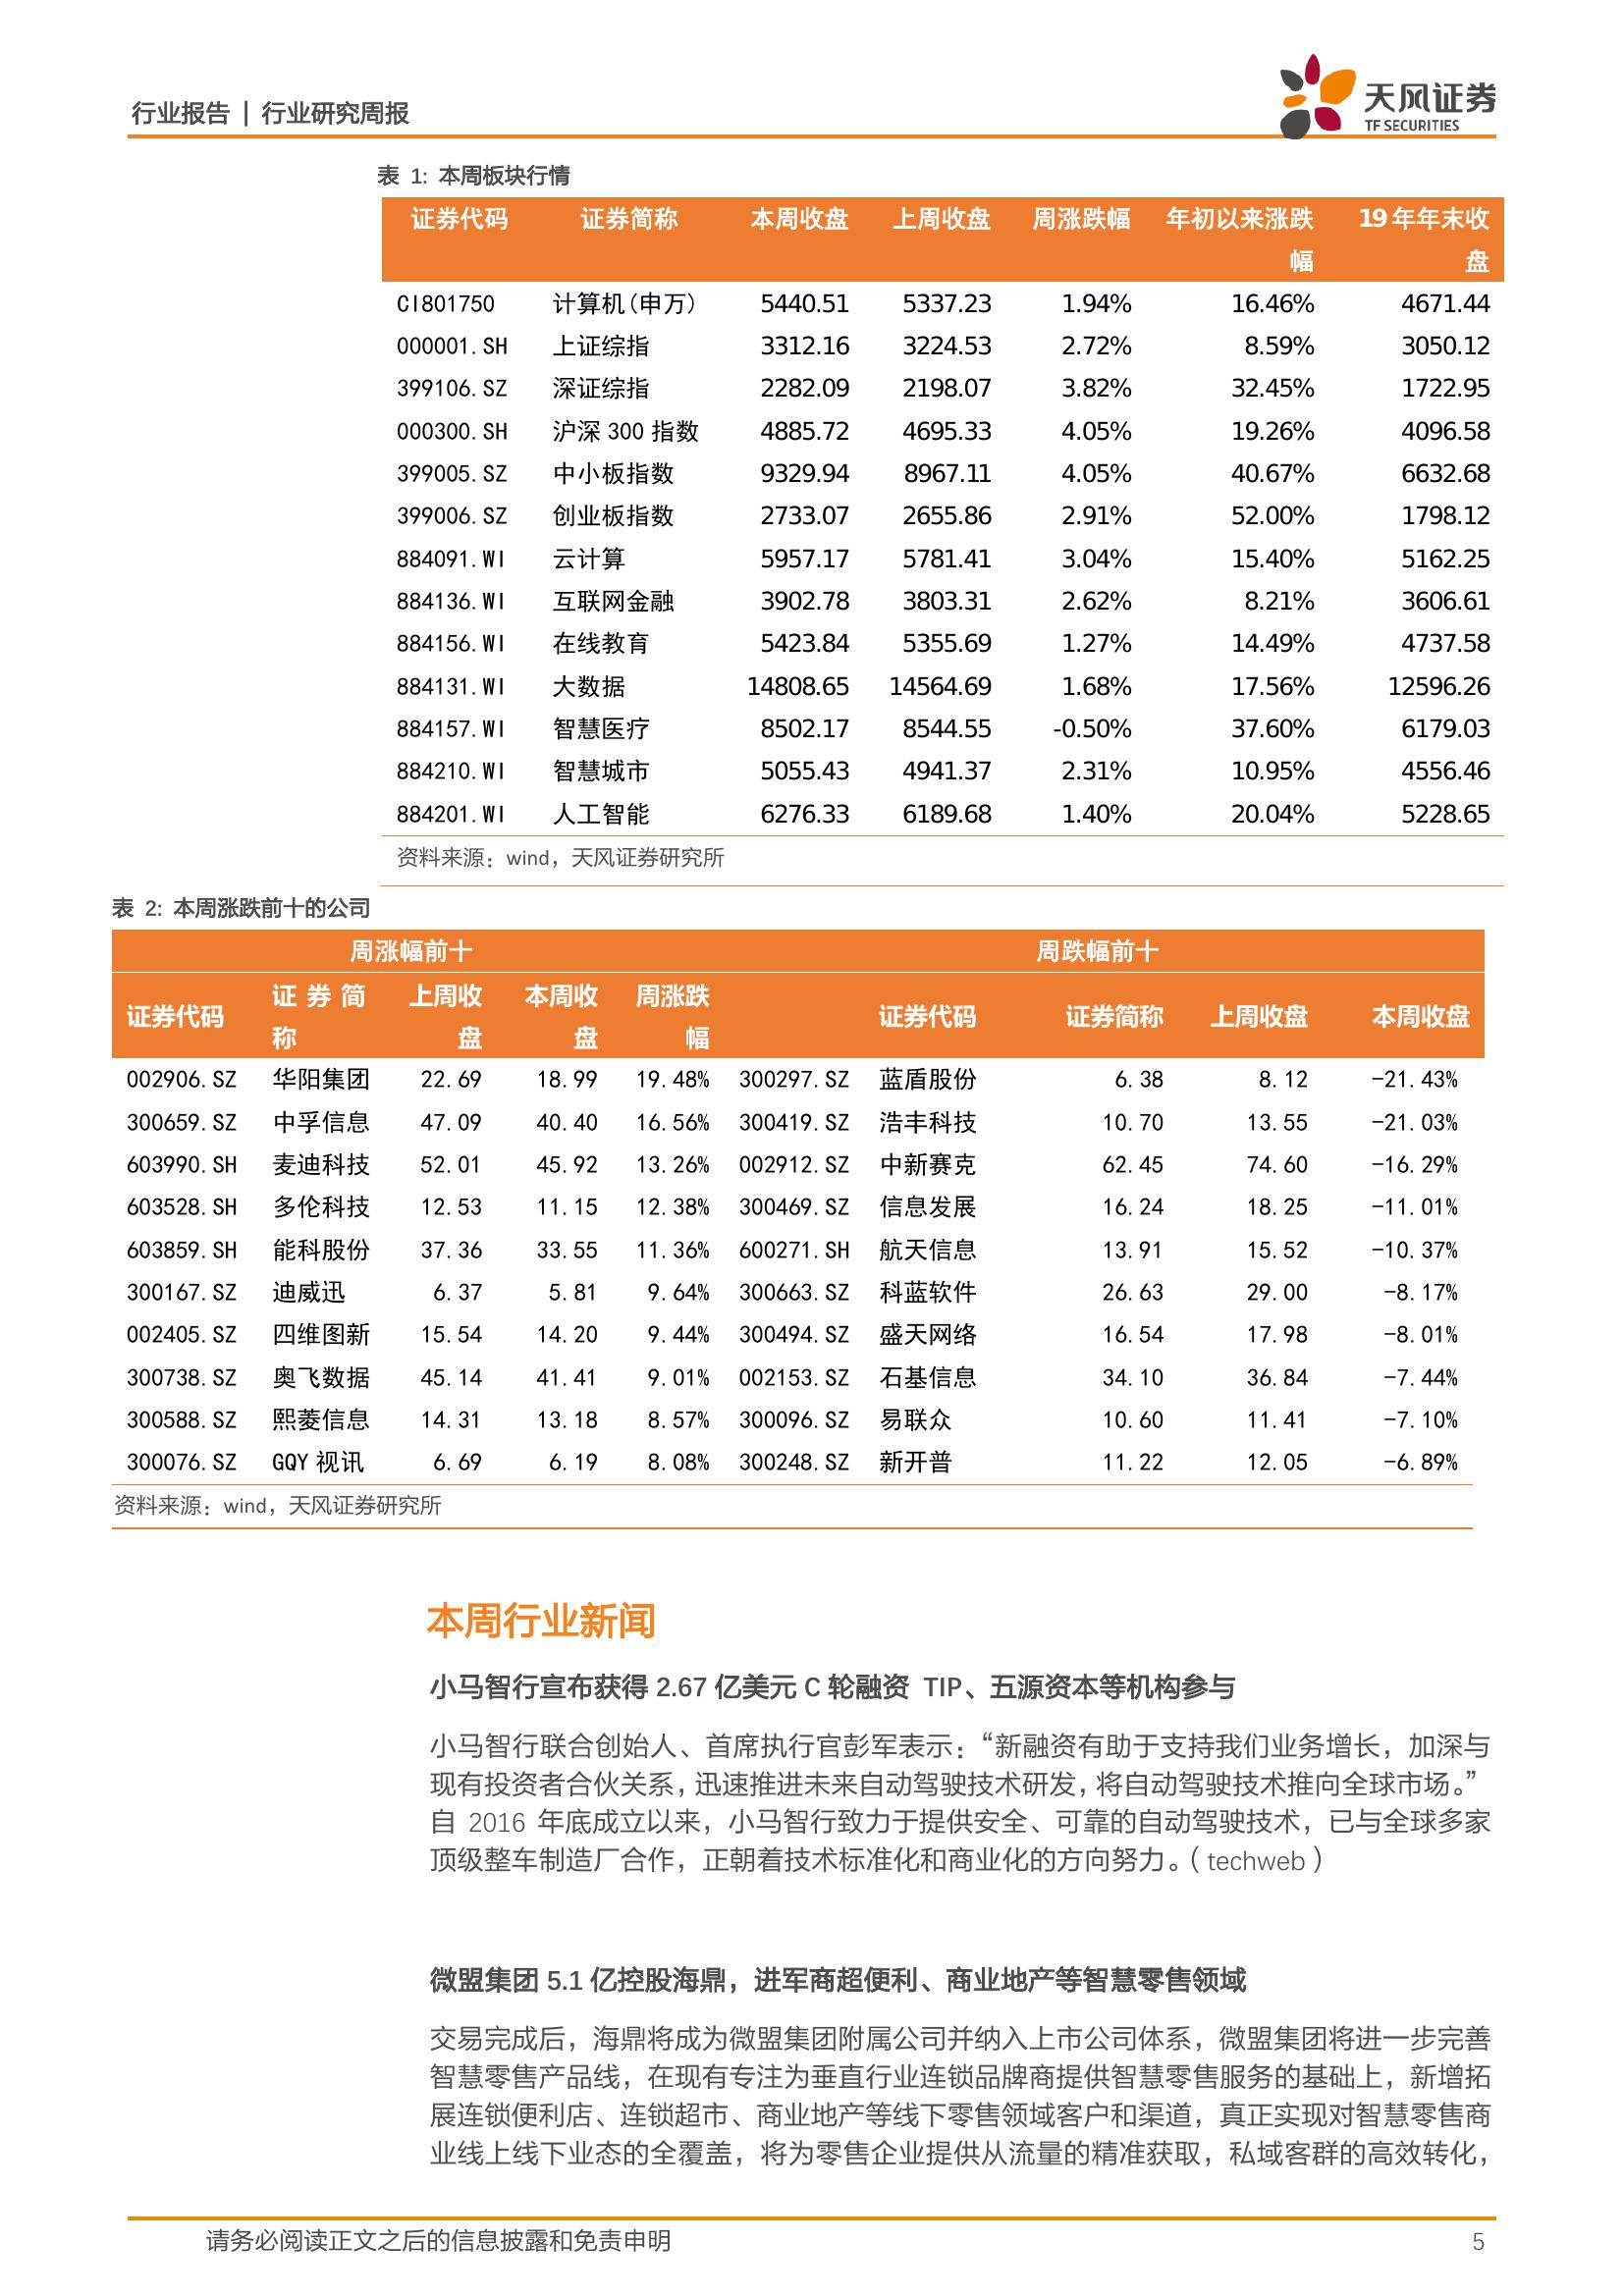 行业报告 | 行业研究周报
天风证券
TF SECURITIES
表 1: 本周板块行情
证券代码 证券简称 本周收盘 上周收盘 周涨跌幅 年初以来涨跌幅 19 年年末收盘
CI801750 计算机(申万) 5440.51 5337.23 1.94% 16.46% 4671.44
000001.SH 上证综指 3312.16 3224.53 2.72% 8.59% 3050.12
399106.SZ 深证综指 2282.09 2198.07 3.82% 32.45% 1722.95
000300.SH 沪深 300 指数 4885.72 4695.33 4.05% 19.26% 4096.58
399005.SZ 中小板指数 9329.94 8967.11 4.05% 40.67% 6632.68
399006.SZ 创业板指数 2733.07 2655.86 2.91% 52.00% 1798.12
884091.WI 云计算 5957.17 5781.41 3.04% 15.40% 5162.25
884136.WI 互联网金融 3902.78 3803.31 2.62% 8.21% 3606.61
884156.WI 在线教育 5423.84 5355.69 1.27% 14.49% 4737.58
884131.WI 大数据 14808.65 14564.69 1.68% 17.56% 12596.26
884157.WI 智慧医疗 8502.17 8544.55 -0.50% 37.60% 6179.03
884210.WI 智慧城市 5055.43 4941.37 2.31% 10.95% 4556.46
884201.WI 人工智能 6276.33 6189.68 1.40% 20.04% 5228.65
资料来源：wind，天风证券研究所
表 2: 本周涨跌前十的公司
周涨幅前十 周跌幅前十
证券代码 证券简称 上周收盘 本周收盘 周涨跌幅 证券代码 证券简称 上周收盘 本周收盘
002906.SZ 华阳集团 22.69 18.99 19.48% 300297.SZ 蓝盾股份 6.38 8.12 -21.43%
300659.SZ 中孚信息 47.09 40.40 16.56% 300419.SZ 浩丰科技 10.70 13.55 -21.03%
603990.SH 麦迪科技 52.01 45.92 13.26% 002912.SZ 中新赛克 62.45 74.60 -16.29%
603528.SH 多伦科技 12.53 11.15 12.38% 300469.SZ 信息发展 16.24 18.25 -11.01%
603859.SH 能科股份 37.36 33.55 11.36% 600271.SH 航天信息 13.91 15.52 -10.37%
300167.SZ 迪威迅 6.37 5.81 9.64% 300663.SZ 科蓝软件 26.63 29.00 -8.17%
002405.SZ 四维图新 15.54 14.20 9.44% 300494.SZ 盛天网络 16.54 17.98 -8.01%
300738.SZ 奥飞数据 45.14 41.41 9.01% 002153.SZ 石基信息 34.10 36.84 -7.44%
300588.SZ 熙菱信息 14.31 13.18 8.57% 300096.SZ 易联众 10.60 11.41 -7.10%
300076.SZ GQY 视讯 6.69 6.19 8.08% 300248.SZ 新开普 11.22 12.05 -6.89%
资料来源：wind，天风证券研究所
本周行业新闻
小马智行宣布获得 2.67 亿美元 C 轮融资 TIP、五源资本等机构参与
小马智行联合创始人、首席执行官彭军表示：“新融资有助于支持我们业务增长，加深与
现有投资者合伙关系，迅速推进未来自动驾驶技术研发，将自动驾驶技术推向全球市场。”
自 2016 年底成立以来，小马智行致力于提供安全、可靠的自动驾驶技术，已与全球多家
顶级整车制造厂合作，正朝着技术标准化和商业化的方向努力。（techweb）
微盟集团 5.1 亿控股海鼎，进军商超便利、商业地产等智慧零售领域
交易完成后，海鼎将成为微盟集团附属公司并纳入上市公司体系，微盟集团将进一步完善
智慧零售产品线，在现有专注为垂直行业连锁品牌商提供智慧零售服务的基础上，新增拓
展连锁便利店、连锁超市、商业地产等线下零售领域客户和渠道，真正实现对智慧零售商
业线上线下业态的全覆盖，将为零售企业提供从流量的精准获取，私域客群的高效转化，
请务必阅读正文之后的信息披露和免责申明 5